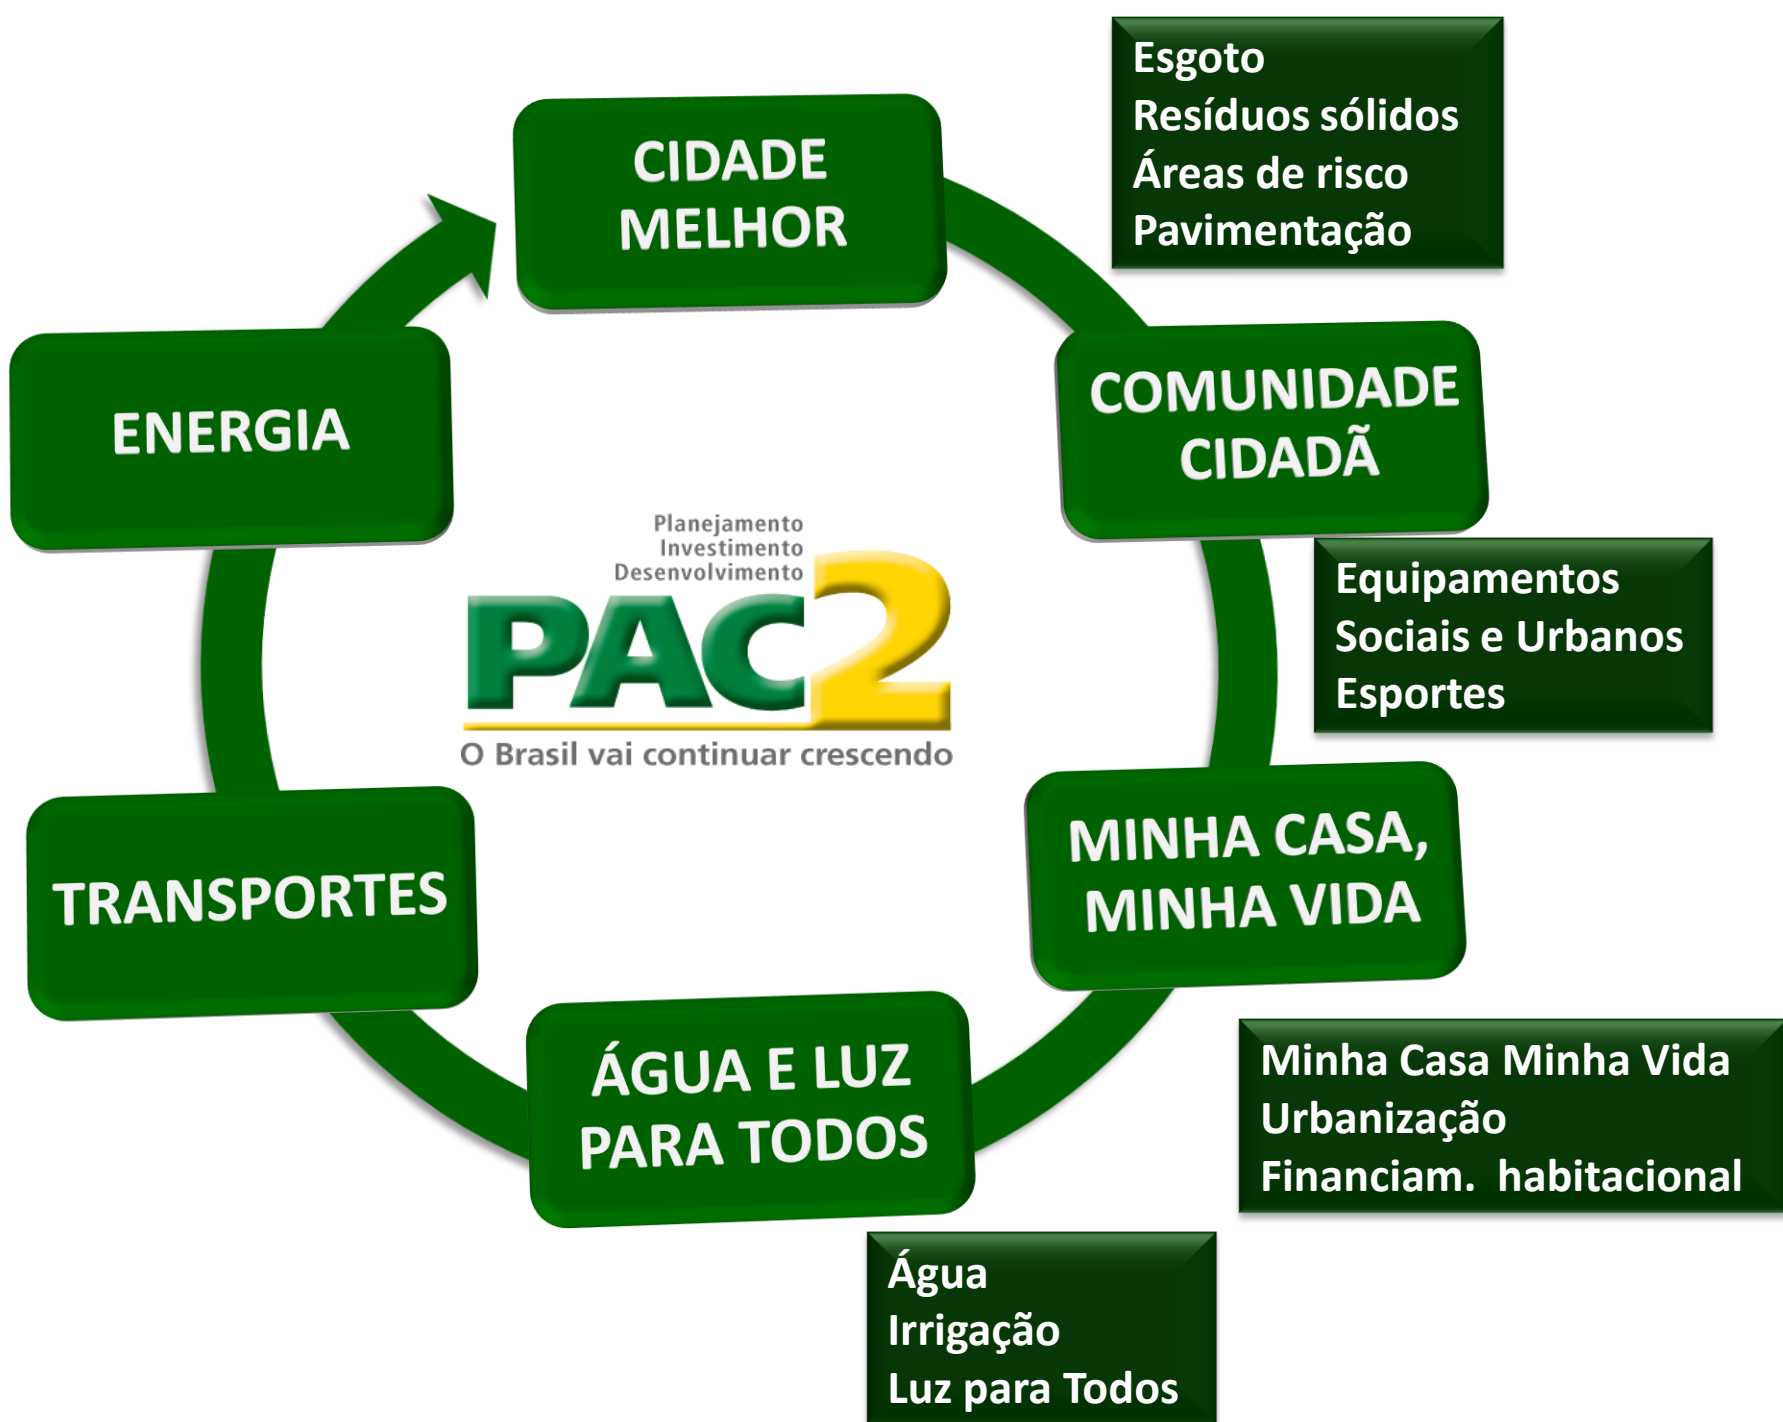 CIDADE
MELHOR
Esgoto
Resíduos sólidos
Áreas de risco
Pavimentação
COMUNIDADE
CIDADÃ
Equipamentos
Sociais e Urbanos
Esportes
MINHA CASA,
MINHA VIDA
Minha Casa Minha Vida
Urbanização
Financiam. habitacional
ÁGUA E LUZ
PARA TODOS
Água
Irrigação
Luz para Todos
TRANSPORTES
ENERGIA
Planejamento
Investimento
Desenvolvimento
PAC2
O Brasil vai continuar crescendo